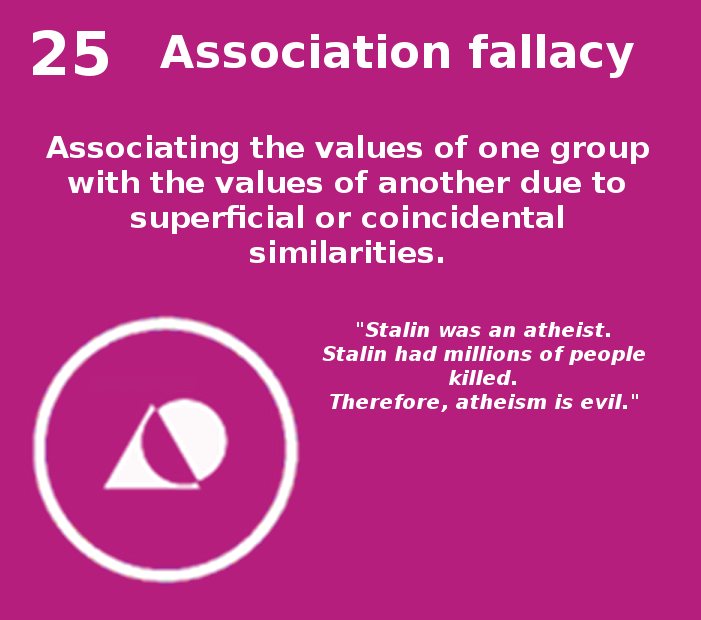 25 Association fallacy
Associating the values of one group
with the values of another due to
superficial or coincidental
similarities.
"Stalin was an atheist.
Stalin had millions of people
killed.
Therefore, atheism is evil."